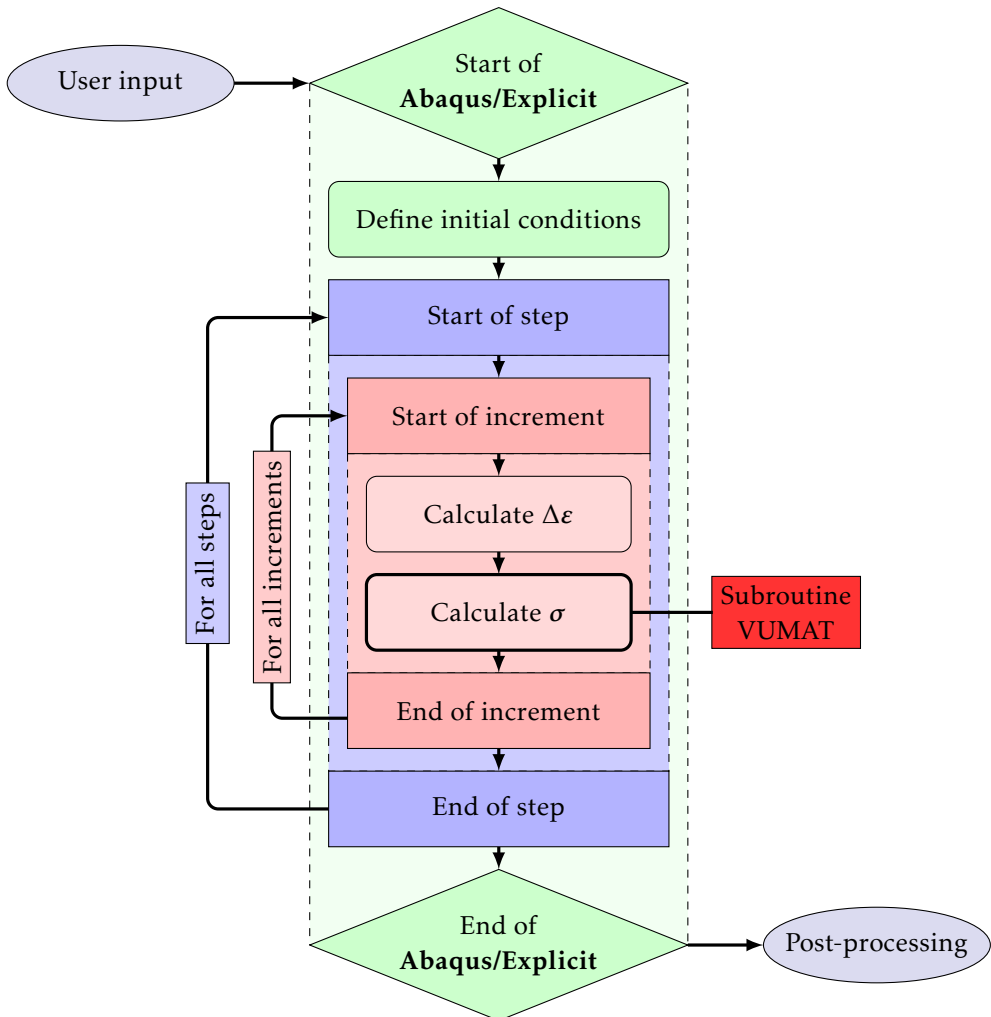 User input
Start of
Abaqus/Explicit
Define initial conditions
Start of step
Start of increment
Calculate Δε
Calculate σ
Subroutine
VUMAT
For all steps
For all increments
End of increment
End of step
End of
Abaqus/Explicit
Post-processing